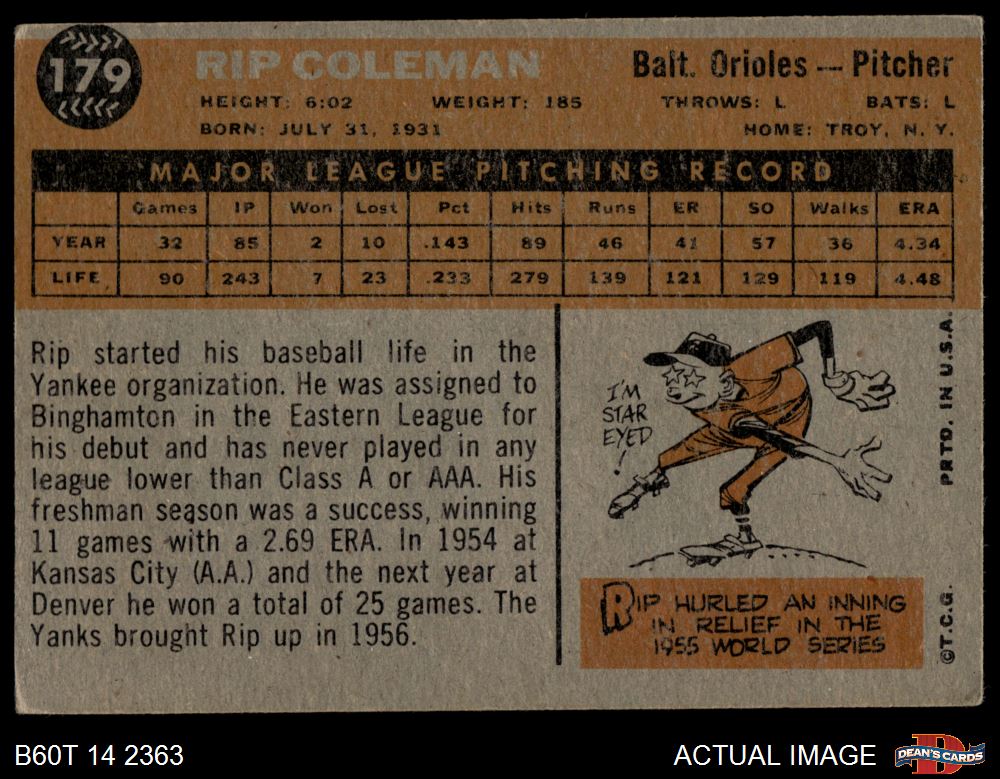 179
RIP COLEMAN
Balt. Orioles — Pitcher
HEIGHT: 6:02 WEIGHT: 185 THROWS: L BATS: L
BORN: JULY 31, 1931 HOME: TROY, N. Y.
MAJOR LEAGUE PITCHING RECORD
Games IP Won Lost Pct Hits Runs ER SO Walks ERA
YEAR 32 85 2 10 .143 89 46 41 57 36 4.34
LIFE 90 243 7 23 .233 279 139 121 129 119 4.48
Rip started his baseball life in the
Yankee organization. He was assigned to
Binghamton in the Eastern League for
his debut and has never played in any
league lower than Class A or AAA. His
freshman season was a success, winning
11 games with a 2.69 ERA. In 1954 at
Kansas City (A.A.) and the next year at
Denver he won a total of 25 games. The
Yanks brought Rip up in 1956.
I'M
STAR
EYED
!
RIP HURLED AN INNING
IN RELIEF IN THE
1955 WORLD SERIES
©T.C.G. PRTD. IN U.S.A.
B60T 14 2363
ACTUAL IMAGE
D
DEAN'S CARDS